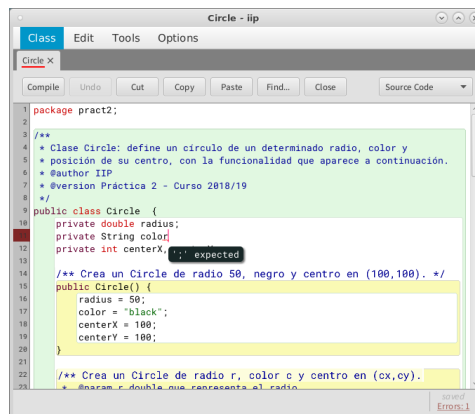 Circle - iip
Class Edit Tools Options
Circle ×
Compile Undo Cut Copy Paste Find... Close Source Code
1 package pract2;
2
3 /**
4 * Clase Circle: define un círculo de un determinado radio, color y
5 * posición de su centro, con la funcionalidad que aparece a continuación.
6 * @author IIP
7 * @version Práctica 2 - Curso 2018/19
8 */
9 public class Circle {
10 private double radius;
11 private String color
12 private int centerX,
';' expected
13
14 /** Crea un Circle de radio 50, negro y centro en (100,100). */
15 public Circle() {
16 radius = 50;
17 color = "black";
18 centerX = 100;
19 centerY = 100;
20 }
21
22 /** Crea un Circle de radio r, color c y centro en (cx,cy).
23 * @param r double que representa el radio
saved
Errors: 1